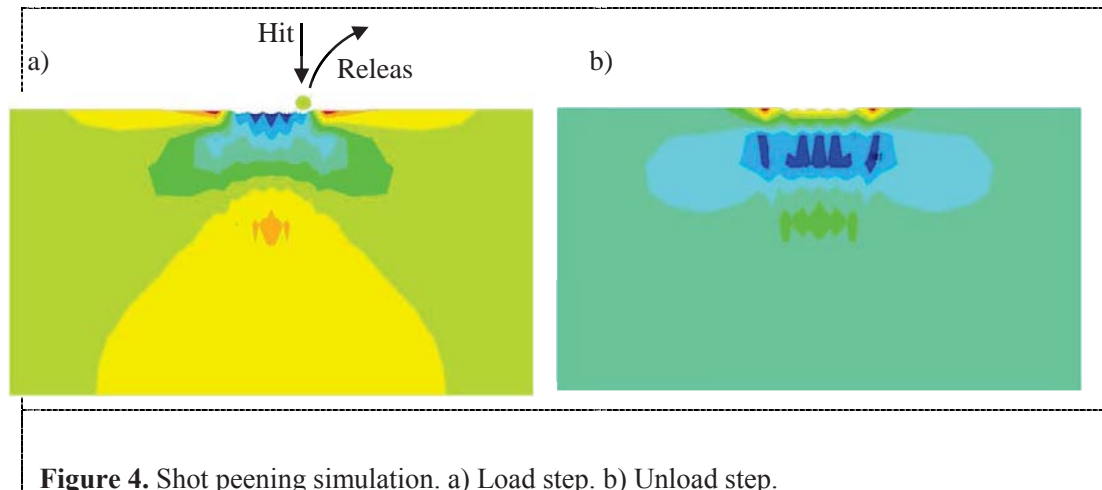 Hit
a)
Releas
b)
Figure 4. Shot peening simulation. a) Load step. b) Unload step.